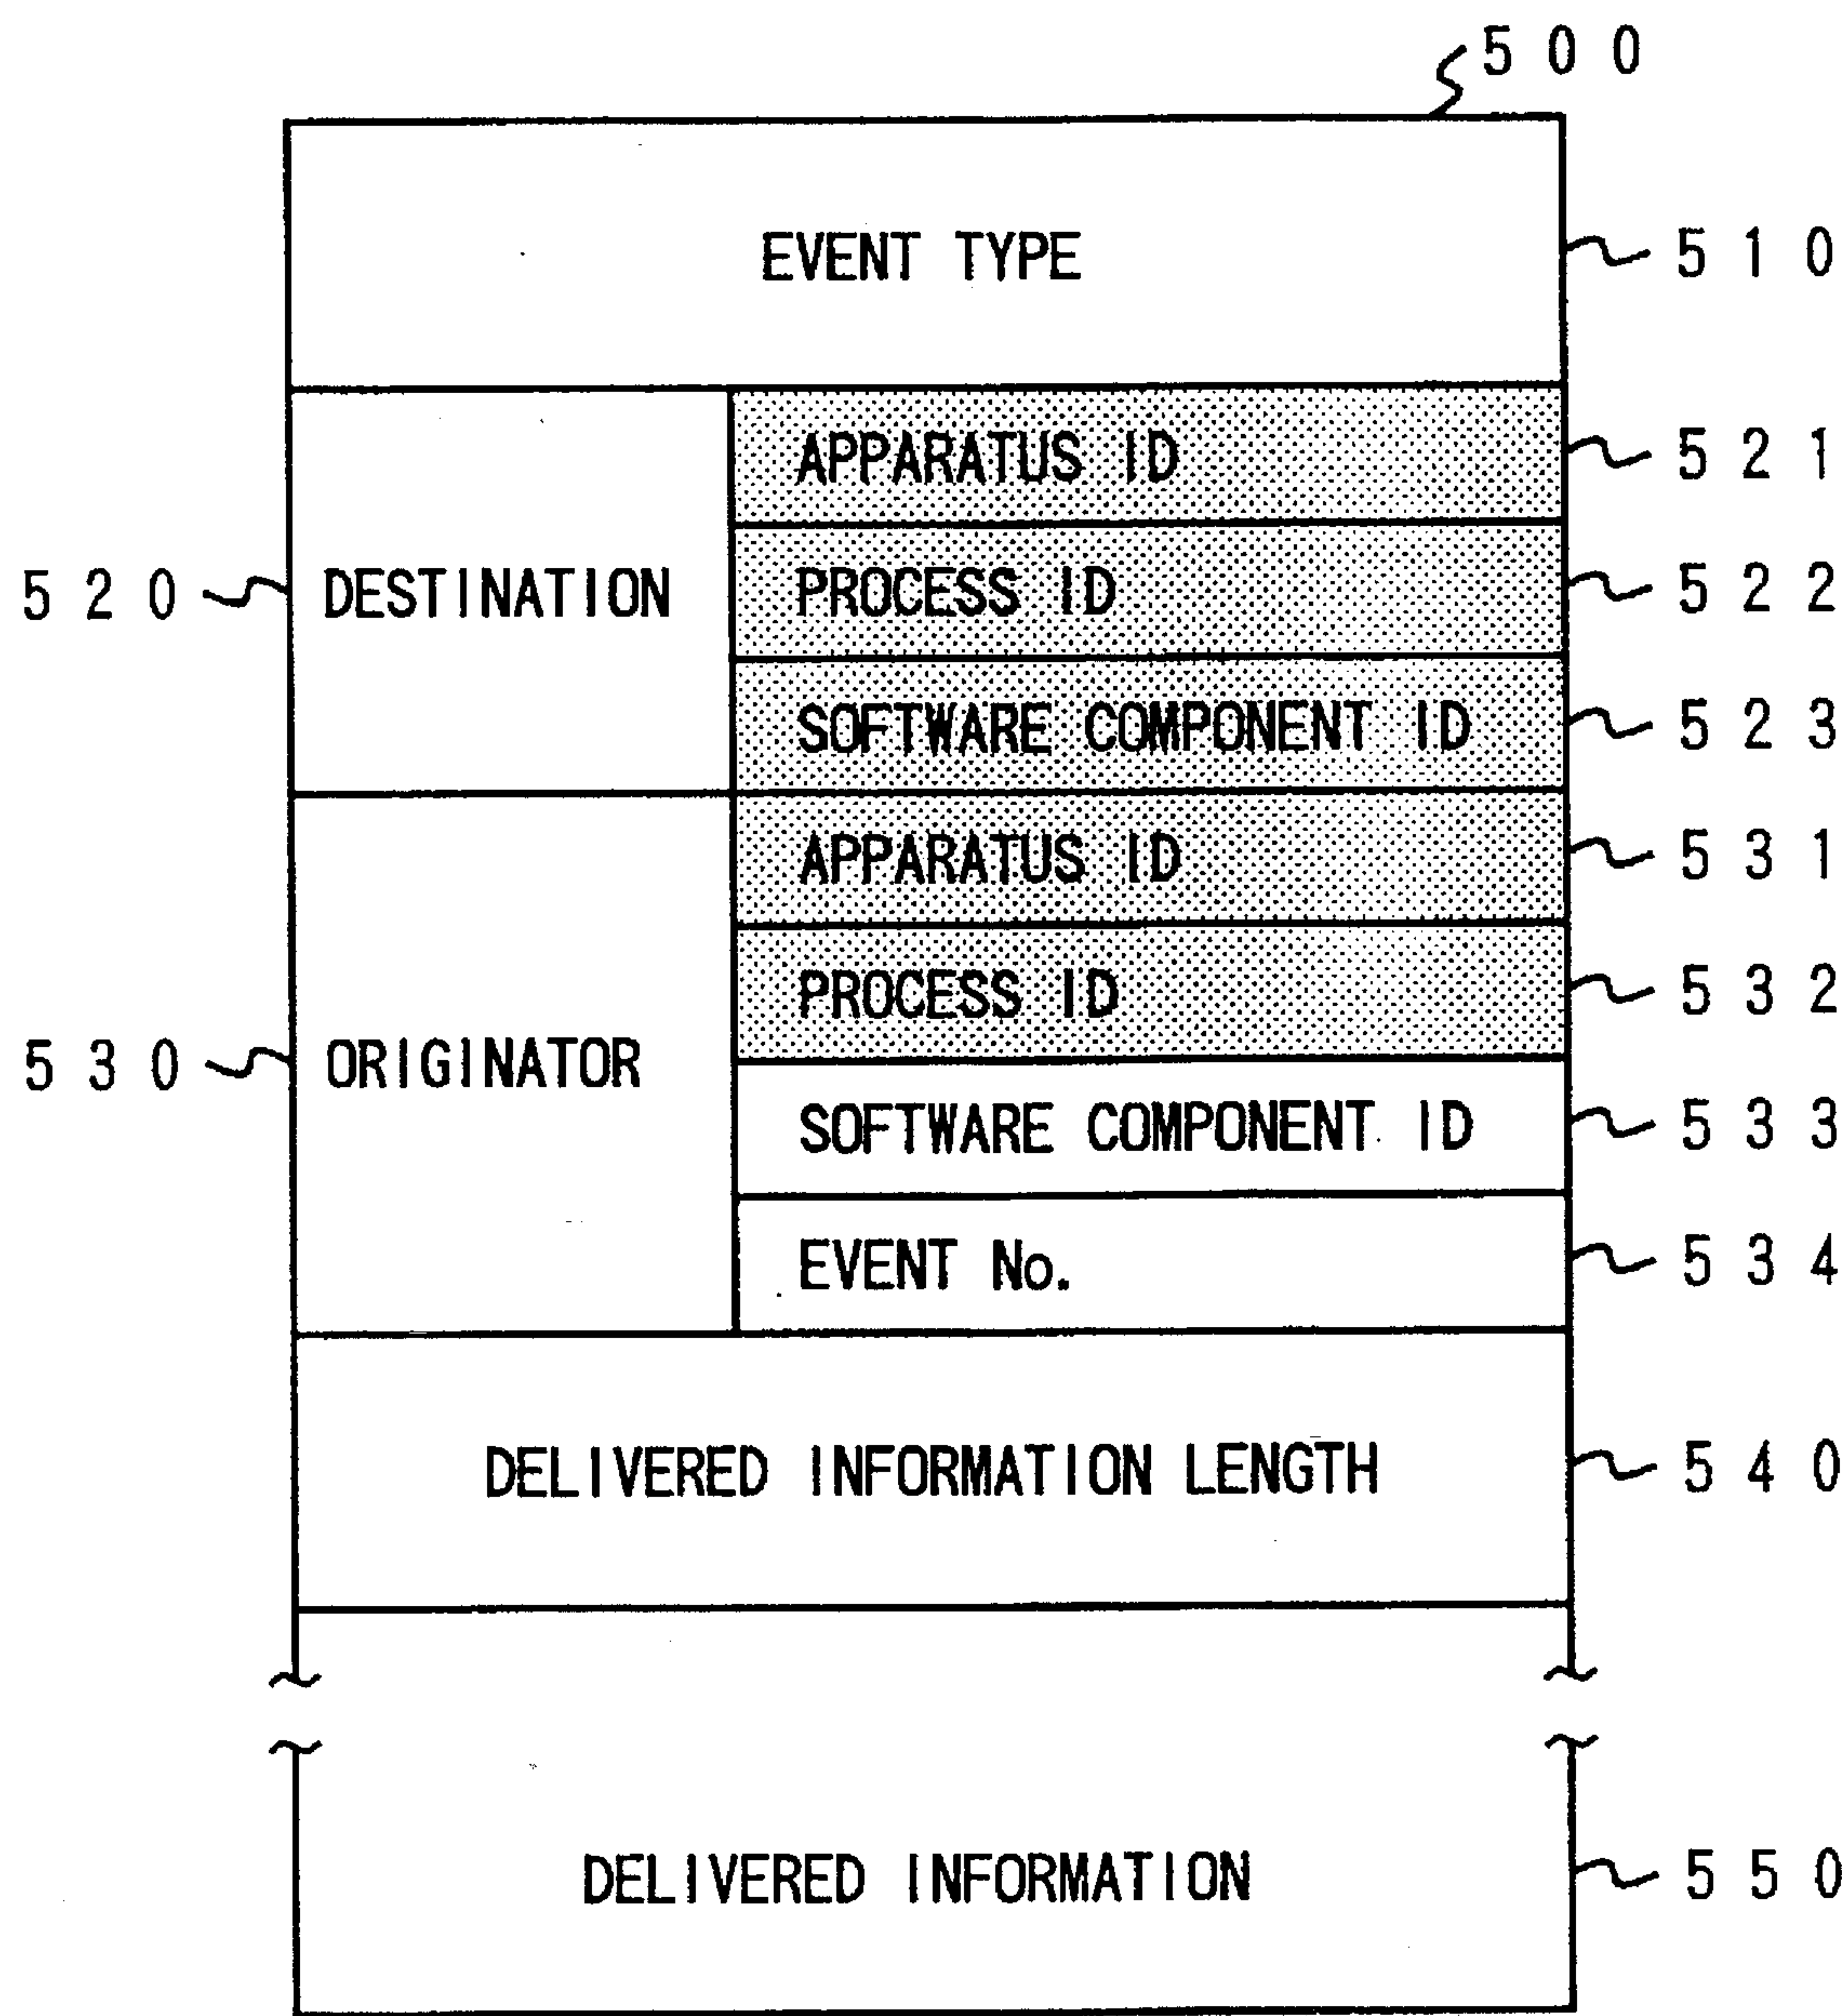 500
EVENT TYPE 510
APPARATUS ID 521
520 DESTINATION PROCESS ID 522
SOFTWARE COMPONENT ID 523
APPARATUS ID 531
PROCESS ID 532
530 ORIGINATOR
SOFTWARE COMPONENT ID 533
EVENT No. 534
DELIVERED INFORMATION LENGTH 540
DELIVERED INFORMATION 550